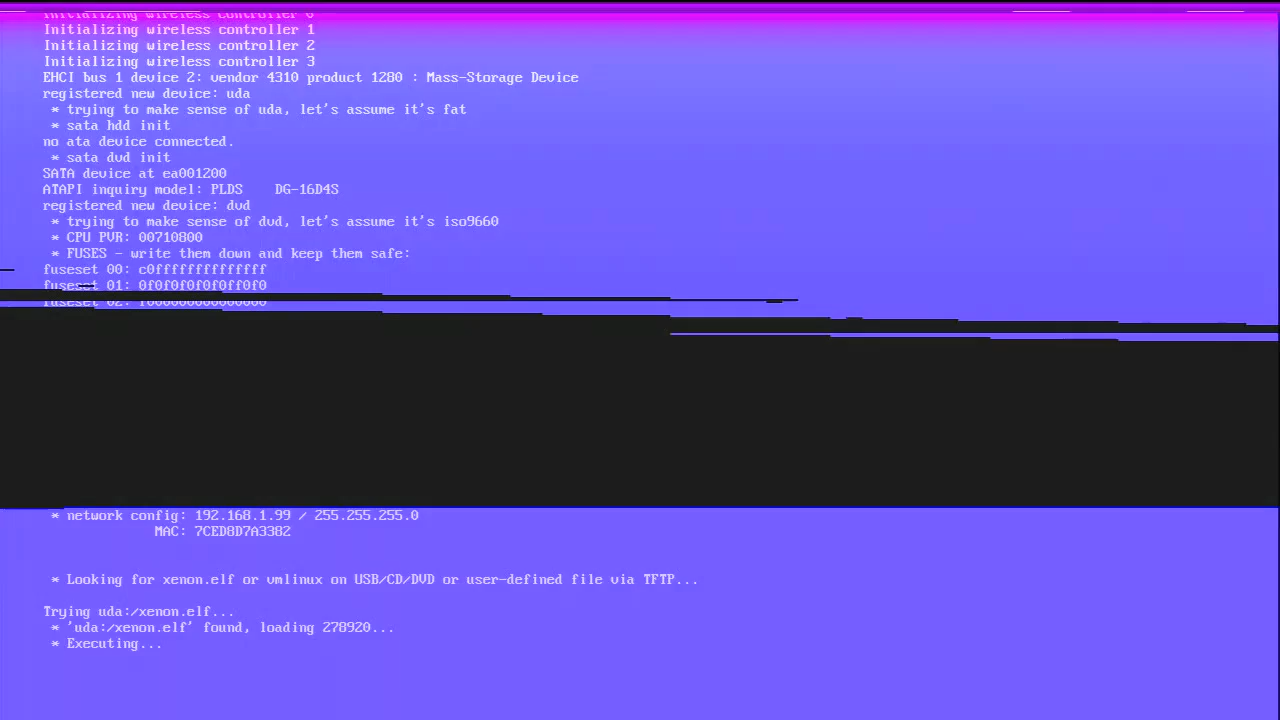 Initializing wireless controller 0
Initializing wireless controller 1
Initializing wireless controller 2
Initializing wireless controller 3
EHCI bus 1 device 2: vendor 4310 product 1280 : Mass-Storage Device
registered new device: uda
* trying to make sense of uda, let's assume it's fat
* sata hdd init
no ata device connected.
* sata dvd init
SATA device at ea001200
ATAPI inquiry model: PLDS    DG-16D4S
registered new device: dvd
* trying to make sense of dvd, let's assume it's iso9660
* CPU PVR: 00710800
* FUSES - write them down and keep them safe:
fuseset 00: c0ffffffffffffff
fuseset 01: 0f0f0f0f0f0ff0f0
fuseset 02: f000000000000000
* network config: 192.168.1.99 / 255.255.255.0
MAC: 7CED8D7A3382
* Looking for xenon.elf or vmlinux on USB/CD/DVD or user-defined file via TFTP...
Trying uda:/xenon.elf...
* 'uda:/xenon.elf' found, loading 278920...
* Executing...